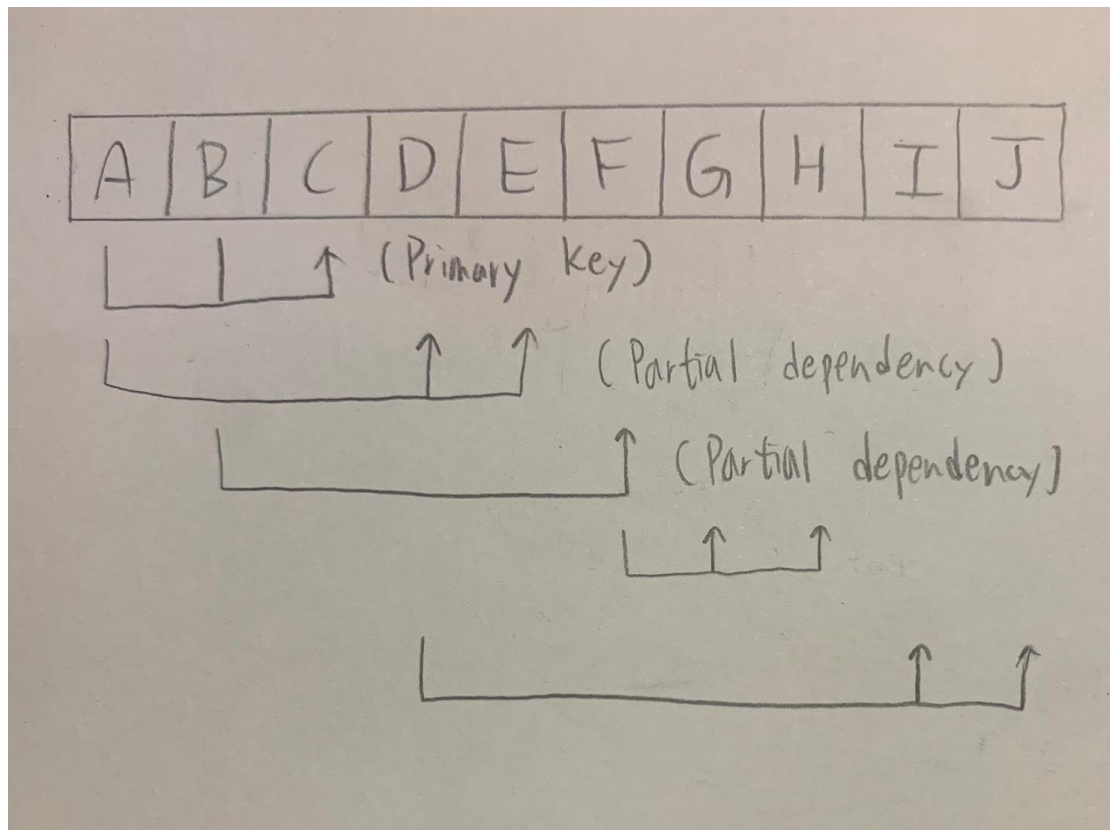 A B C D E F G H I J
(Primary key)
(Partial dependency)
(Partial dependency)